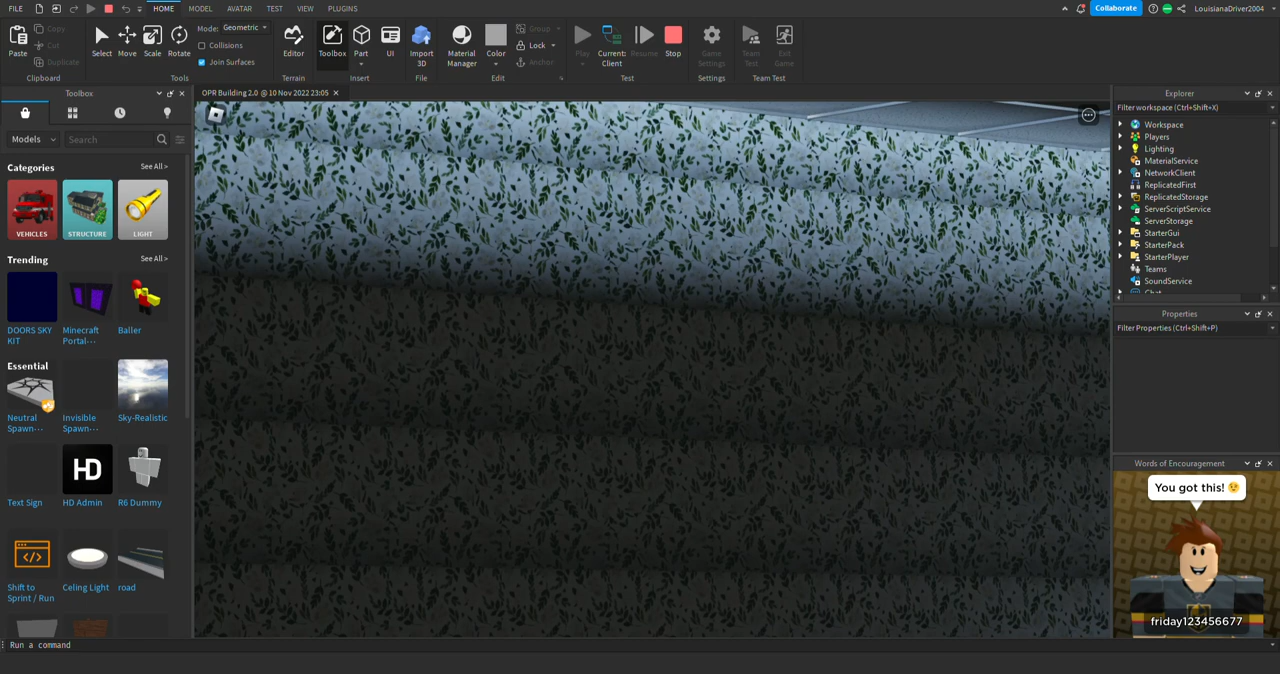 FILE
HOME
MODEL
AVATAR
TEST
VIEW
PLUGINS
Collaborate
LouisianaDriver2004
Paste
Copy
Cut
Duplicate
Clipboard
Select
Move
Scale
Rotate
Mode: Geometric
Collisions
Join Surfaces
Tools
Editor
Terrain
Toolbox
Part
UI
Insert
Import
3D
File
Material
Manager
Color
Group
Lock
Anchor
Edit
Play
Current:
Client
Resume
Stop
Test
Game
Settings
Settings
Team
Test
Exit
Game
Team Test
Toolbox
Models
Search
Categories
See All >
VEHICLES
STRUCTURE
LIGHT
Trending
See All >
DOORS SKY
KIT
Minecraft
Portal---
Baller
Essential
Neutral
Spawn---
Invisible
Spawn---
Sky-Realistic
Text Sign
HD
HD Admin
R6 Dummy
Shift to
Sprint / Run
Celing Light
road
OPR Building 2.0 @ 10 Nov 2022 23:05
Explorer
Filter workspace (Ctrl+Shift+X)
Workspace
Players
Lighting
MaterialService
NetworkClient
ReplicatedFirst
ReplicatedStorage
ServerScriptService
ServerStorage
StarterGui
StarterPack
StarterPlayer
Teams
SoundService
Chat
Properties
Filter Properties (Ctrl+Shift+P)
Words of Encouragement
You got this! 😉
friday123456677
Run a command